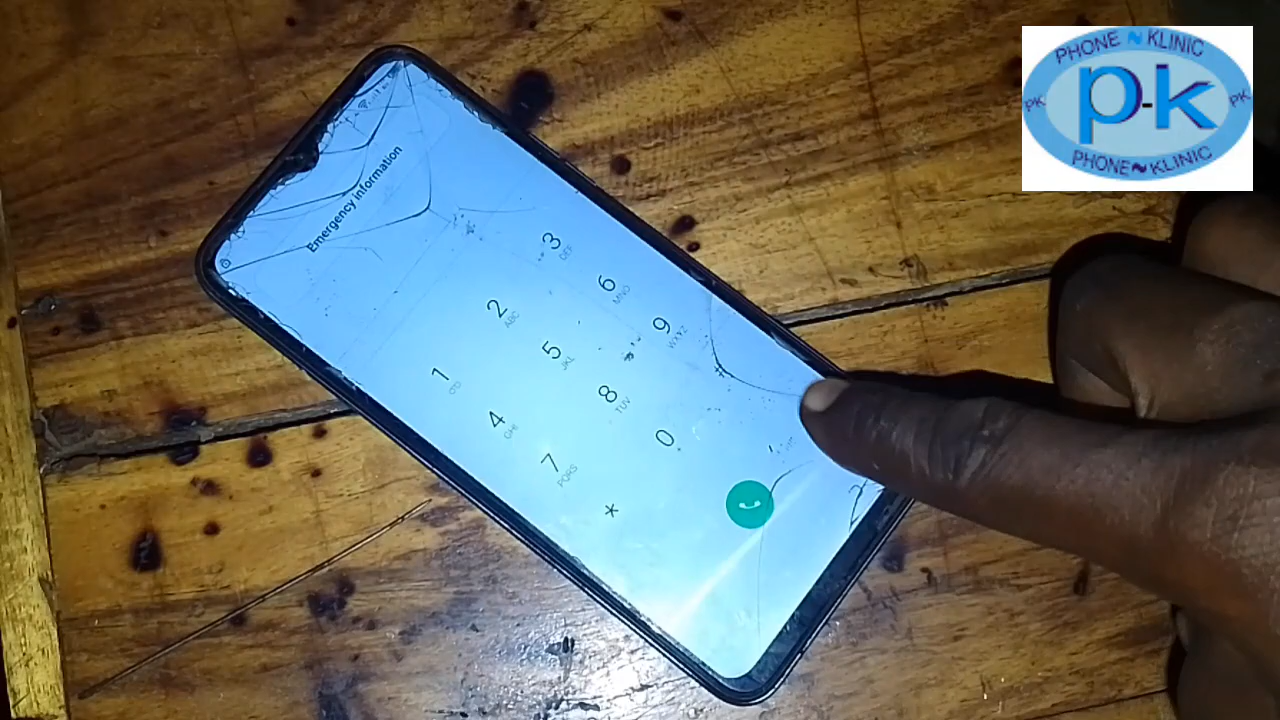 PHONE ~ KLINIC
PK
p-k
PK
PHONE~KLINIC
Emergency information
1
2
ABC
3
DEF
4
GHI
5
JKL
6
MNO
7
PQRS
8
TUV
9
WXYZ
*
0